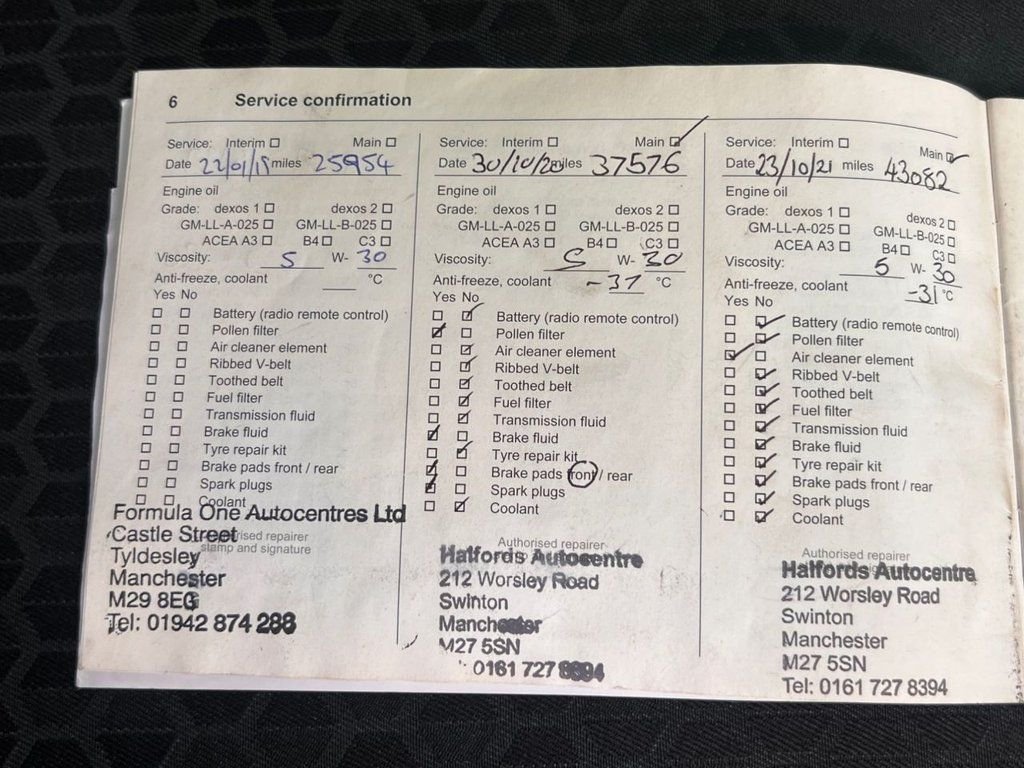 6 Service confirmation
Service: Interim ☐ Main ☐
Date 22/01/19 miles 25954
Engine oil
Grade: dexos 1 ☐ dexos 2 ☐
GM-LL-A-025 ☐ GM-LL-B-025 ☐
ACEA A3 ☐ B4 ☐ C3 ☐
Viscosity: 5 W- 30
Anti-freeze, coolant °C
Yes No
Battery (radio remote control)
Pollen filter
Air cleaner element
Ribbed V-belt
Toothed belt
Fuel filter
Transmission fluid
Brake fluid
Tyre repair kit
Brake pads front / rear
Spark plugs
Coolant
Formula One Autocentres Ltd
Castle Street
Tyldesley stamp and signature
Manchester
M29 8EG
Tel: 01942 874 288
Service: Interim ☐ Main ☑
Date 30/10/20 miles 37576
Engine oil
Grade: dexos 1 ☐ dexos 2 ☐
GM-LL-A-025 ☐ GM-LL-B-025 ☐
ACEA A3 ☐ B4 ☐ C3 ☐
Viscosity: 5 W- 30
Anti-freeze, coolant -37 °C
Yes No
Battery (radio remote control)
Pollen filter
Air cleaner element
Ribbed V-belt
Toothed belt
Fuel filter
Transmission fluid
Brake fluid
Tyre repair kit
Brake pads front / rear
Spark plugs
Coolant
Authorised repairer
Halfords Autocentre
212 Worsley Road
Swinton
Manchester
M27 5SN
0161 727 8394
Service: Interim ☐ Main ☑
Date 23/10/21 miles 43082
Engine oil
Grade: dexos 1 ☐ dexos 2 ☐
GM-LL-A-025 ☐ GM-LL-B-025 ☐
ACEA A3 ☐ B4 ☐ C3 ☐
Viscosity: 5 W- 30
Anti-freeze, coolant -31 °C
Yes No
Battery (radio remote control)
Pollen filter
Air cleaner element
Ribbed V-belt
Toothed belt
Fuel filter
Transmission fluid
Brake fluid
Tyre repair kit
Brake pads front / rear
Spark plugs
Coolant
Authorised repairer
Halfords Autocentre
212 Worsley Road
Swinton
Manchester
M27 5SN
Tel: 0161 727 8394